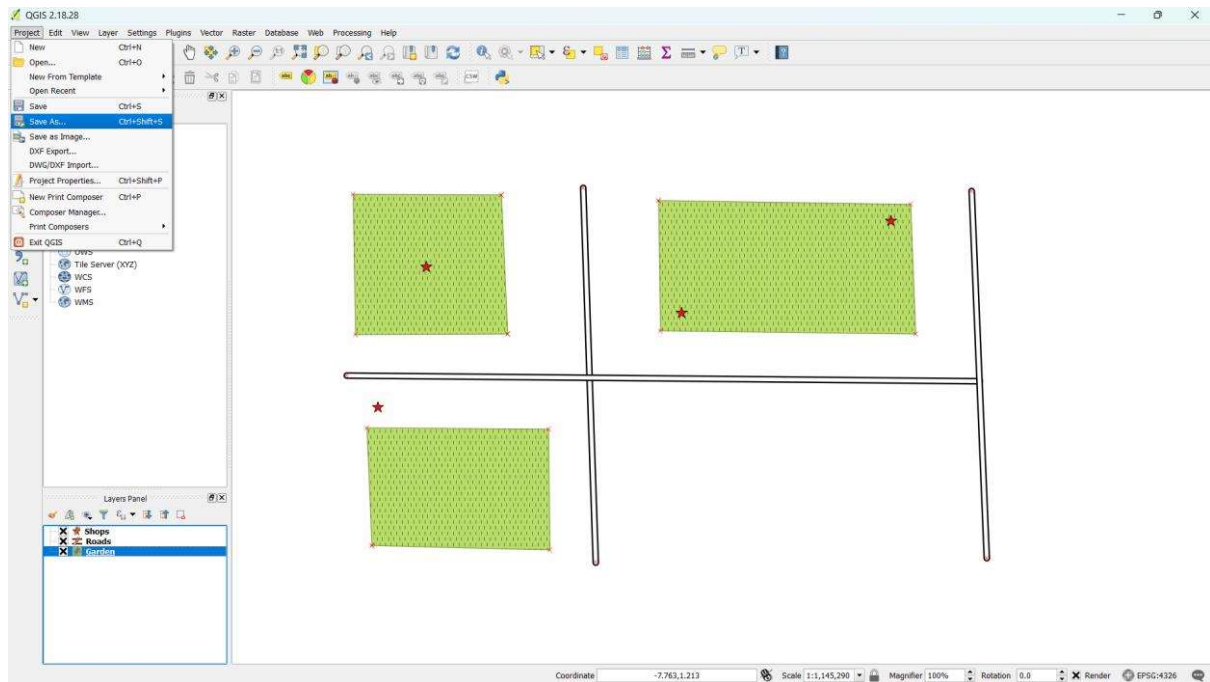 QGIS 2.18.28
Project Edit View Layer Settings Plugins Vector Raster Database Web Processing Help
New Ctrl+N
Open... Ctrl+O
New From Template
Open Recent
Save Ctrl+S
Save As... Ctrl+Shift+S
Save as Image...
DXF Export...
DWG/DXF Import...
Project Properties... Ctrl+Shift+P
New Print Composer Ctrl+P
Composer Manager...
Print Composers
Exit QGIS Ctrl+Q
OWS
Tile Server (XYZ)
WCS
WFS
WMS
Layers Panel
Shops
Roads
Garden
Coordinate -7.763,1.213 Scale 1:1,145,290 Magnifier 100% Rotation 0.0 Render EPSG:4326